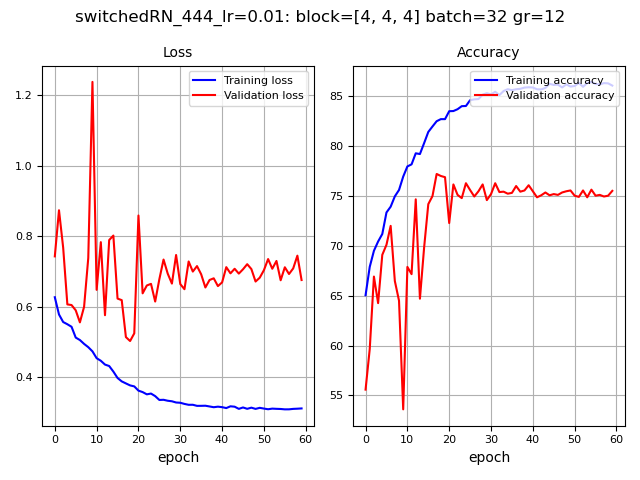 switchedRN_444_lr=0.01: block=[4, 4, 4] batch=32 gr=12
Loss
Accuracy
Training loss
Validation loss
Training accuracy
Validation accuracy
1.2
1.0
0.8
0.6
0.4
85
80
75
70
65
60
55
0 10 20 30 40 50 60
0 10 20 30 40 50 60
epoch
epoch